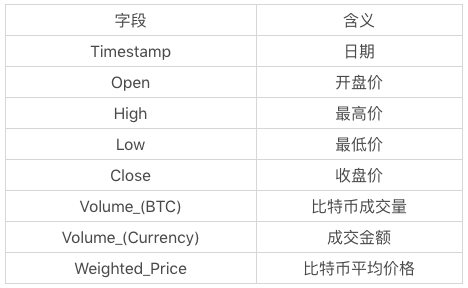 字段 含义
Timestamp 日期
Open 开盘价
High 最高价
Low 最低价
Close 收盘价
Volume_(BTC) 比特币成交量
Volume_(Currency) 成交金额
Weighted_Price 比特币平均价格